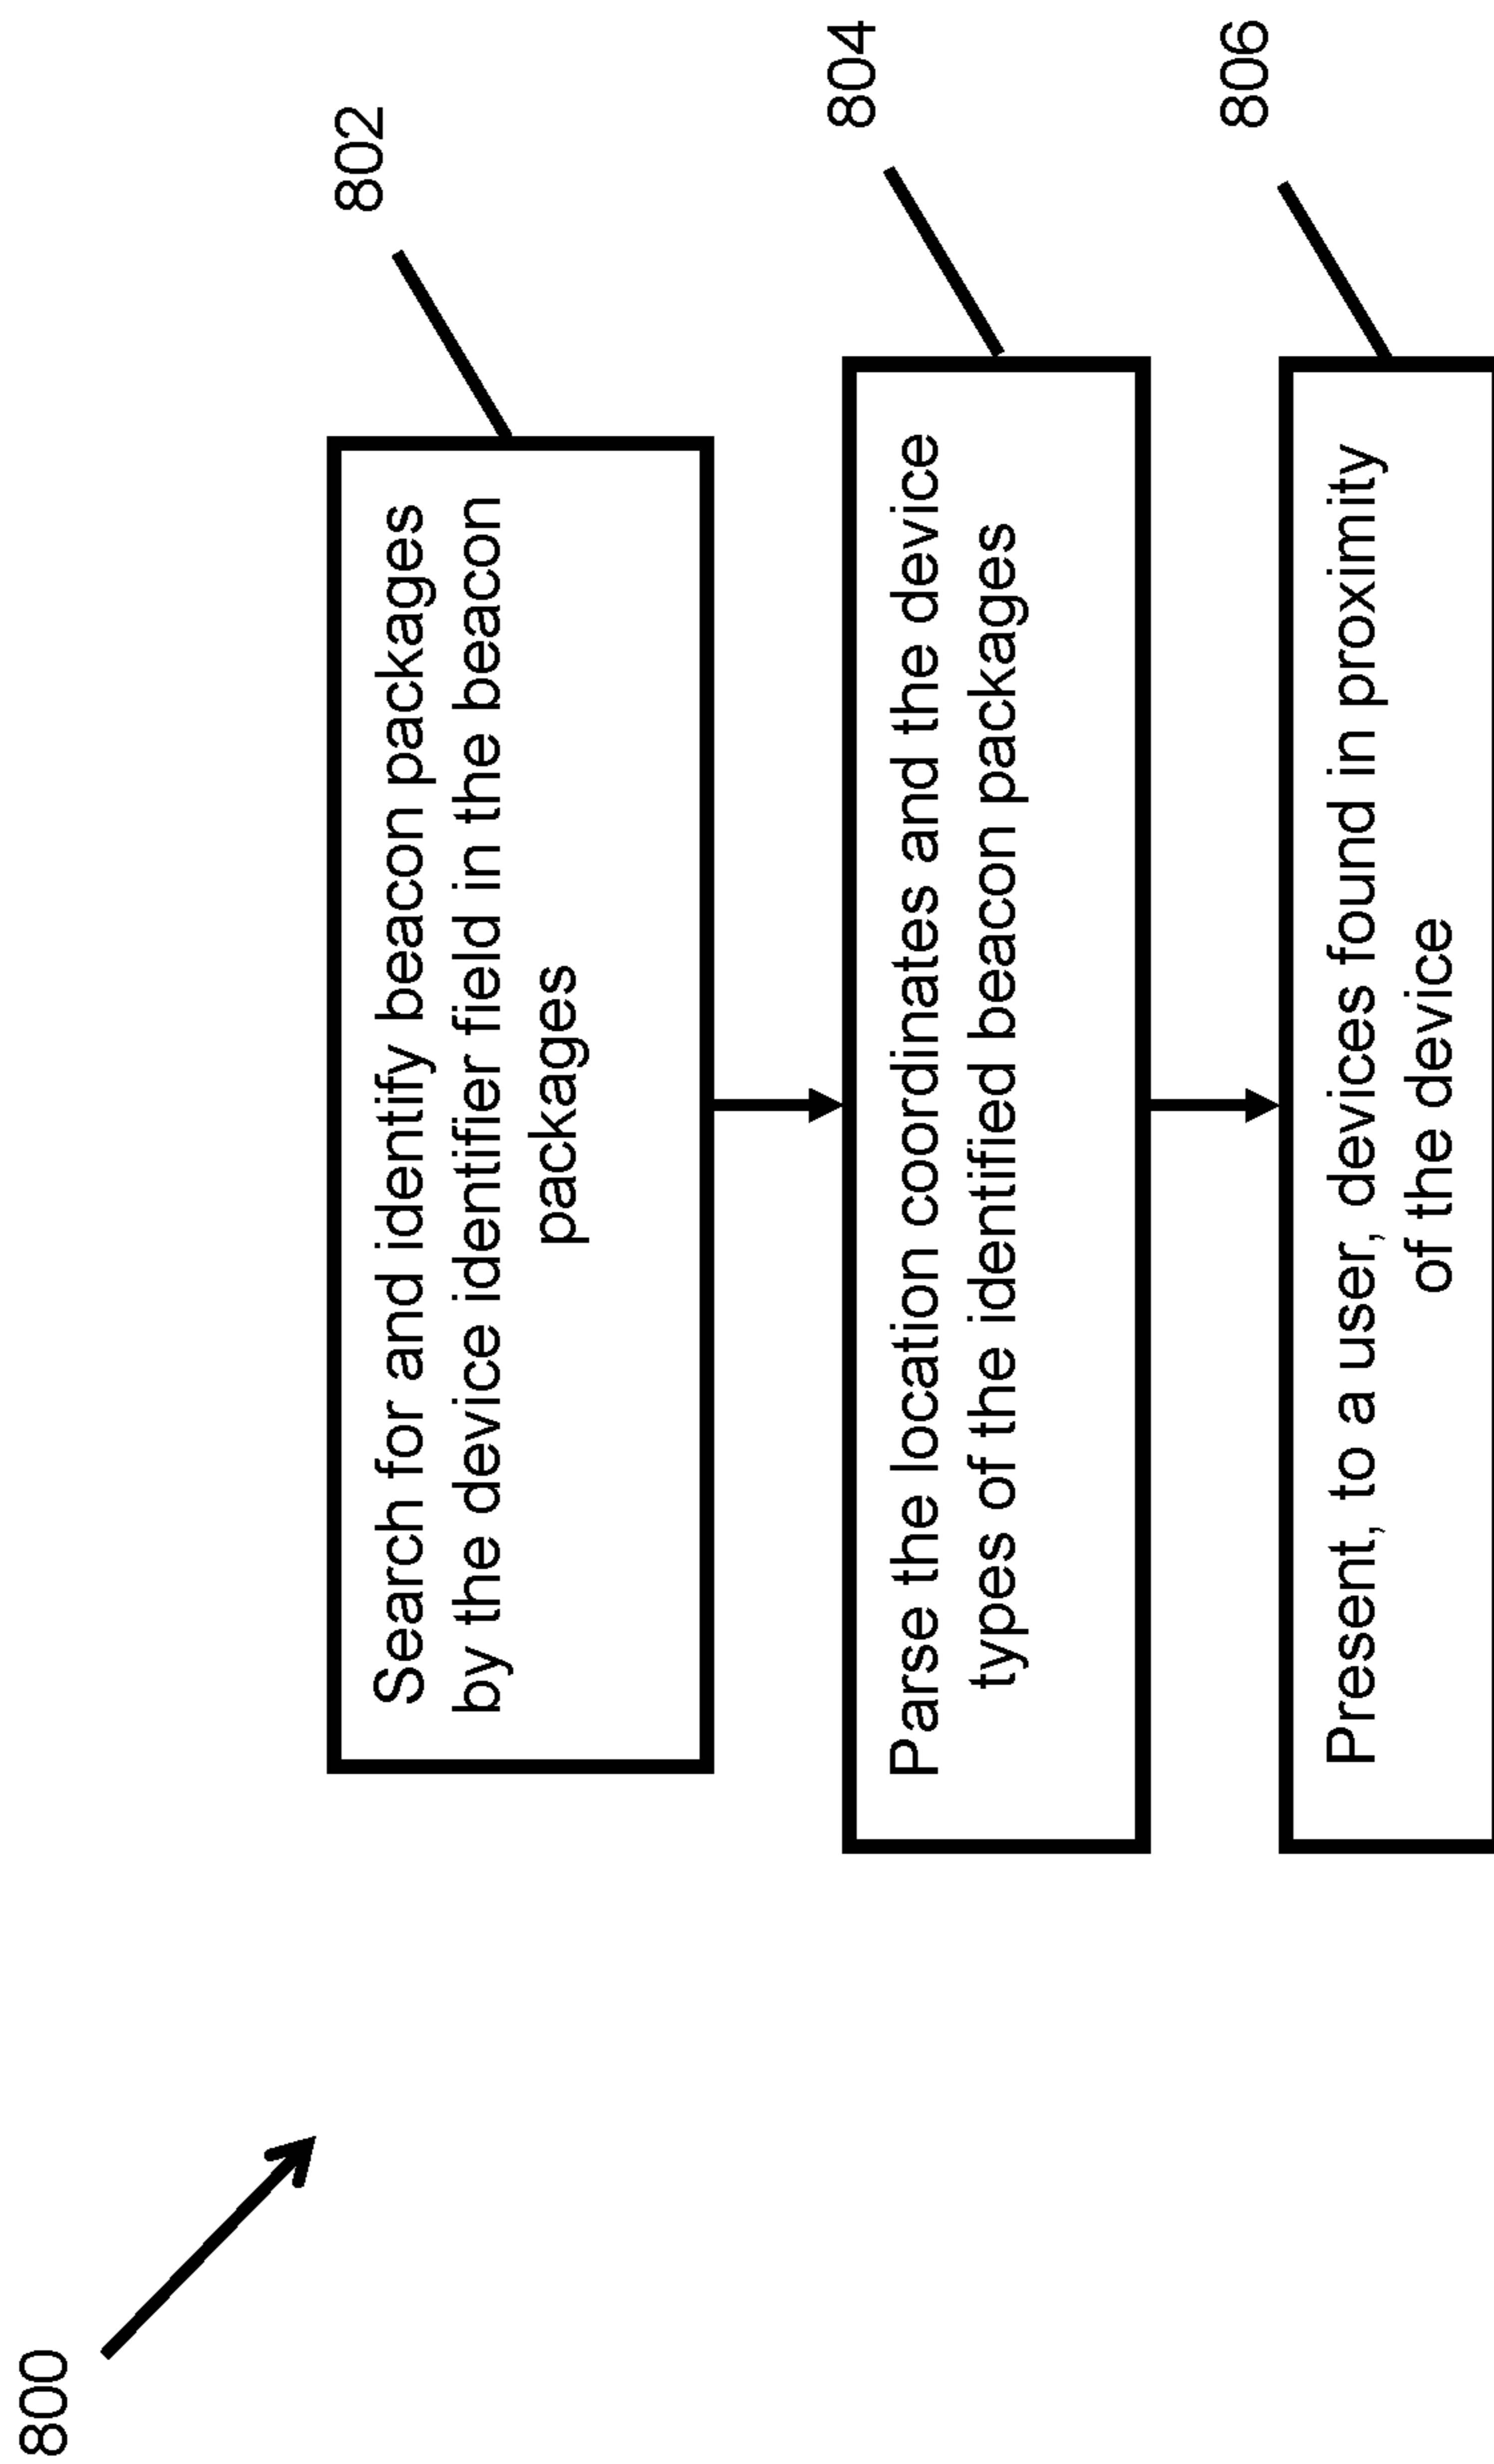 800
802
Search for and identify beacon packages
by the device identifier field in the beacon
packages
804
Parse the location coordinates and the device
types of the identified beacon packages
806
Present, to a user, devices found in proximity
of the device